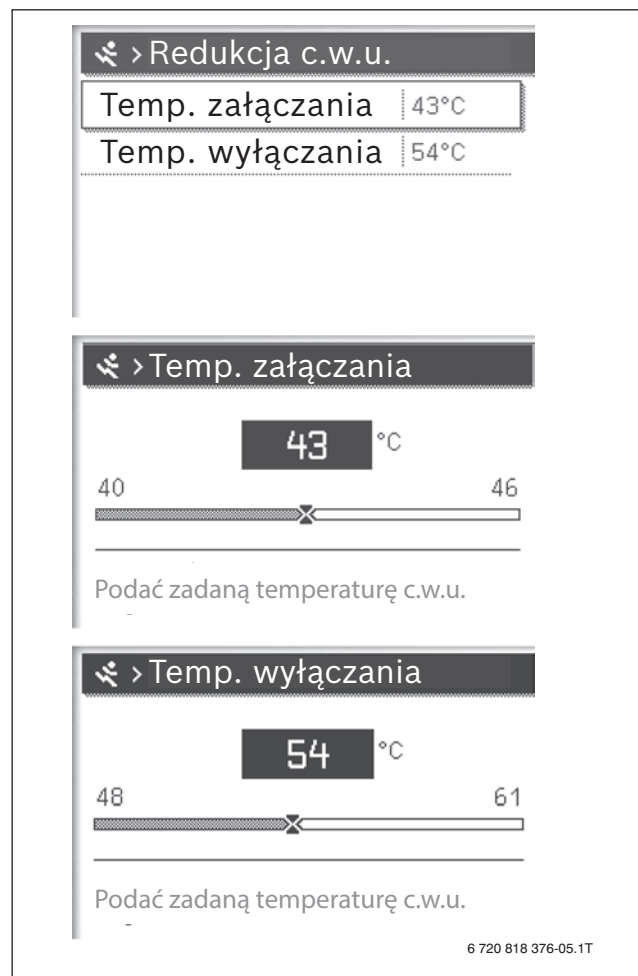 > Redukcja c.w.u.
Temp. załączania 43°C
Temp. wyłączania 54°C
> Temp. załączania
43 °C
40 46
Podać zadaną temperaturę c.w.u.
> Temp. wyłączania
54 °C
48 61
Podać zadaną temperaturę c.w.u.
6 720 818 376-05.1T